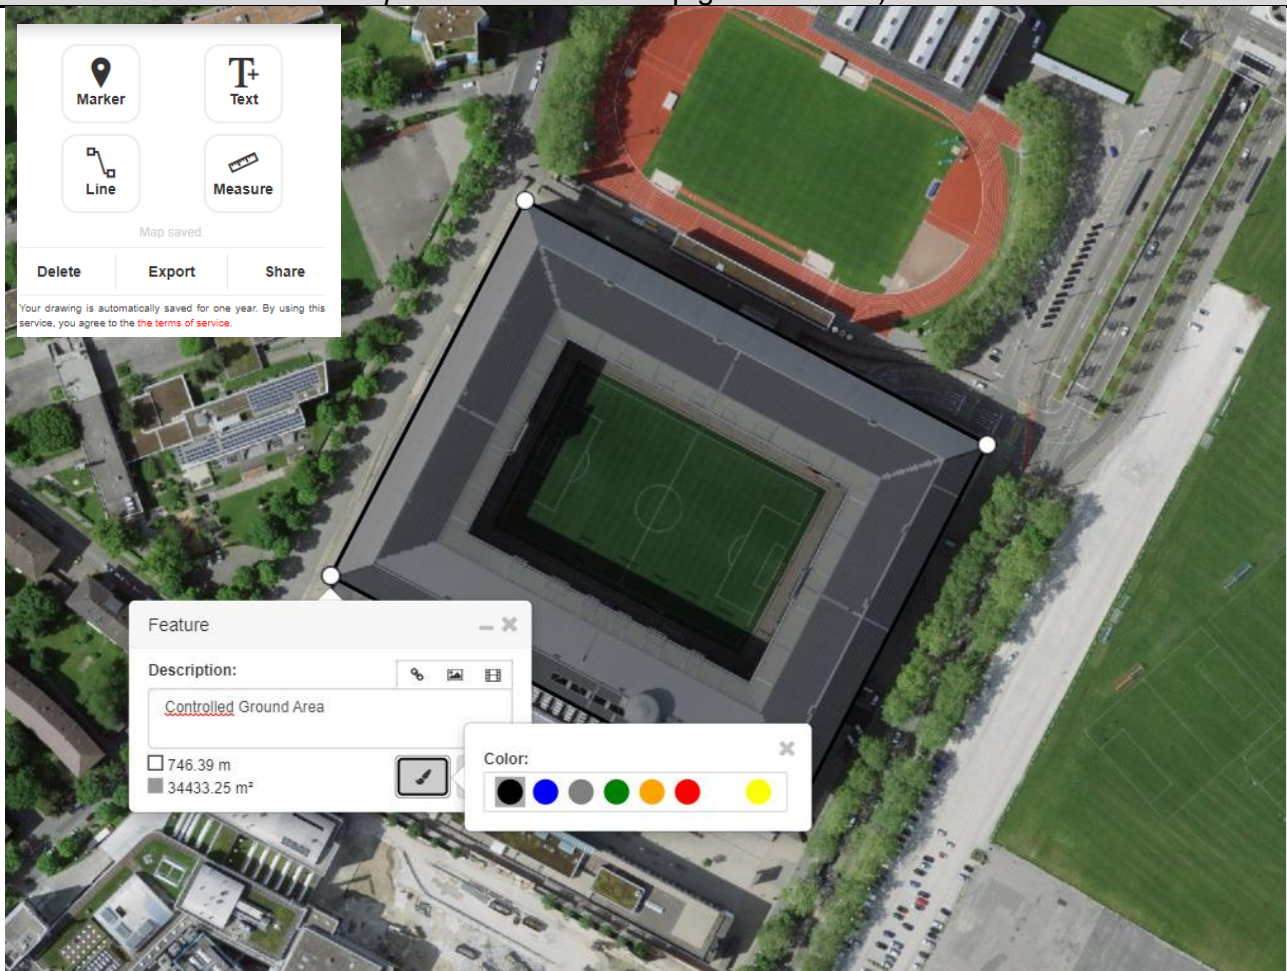 Marker
Text
Line
Measure
Map saved.
Delete
Export
Share
Your drawing is automatically saved for one year. By using this
service, you agree to the the terms of service.
Feature
Description:
Controlled Ground Area
746.39 m
34433.25 m²
Color: